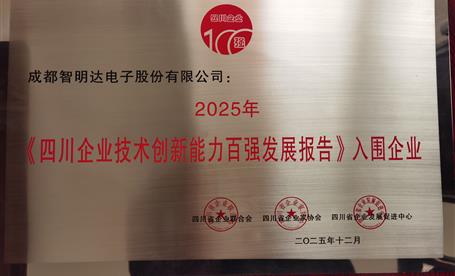 四川企业
100强
成都智明达电子股份有限公司：
2025年
《四川企业技术创新能力百强发展报告》入围企业
四川省企业联合会 四川省企业家协会 四川省企业发展促进中心
二〇二五年十二月